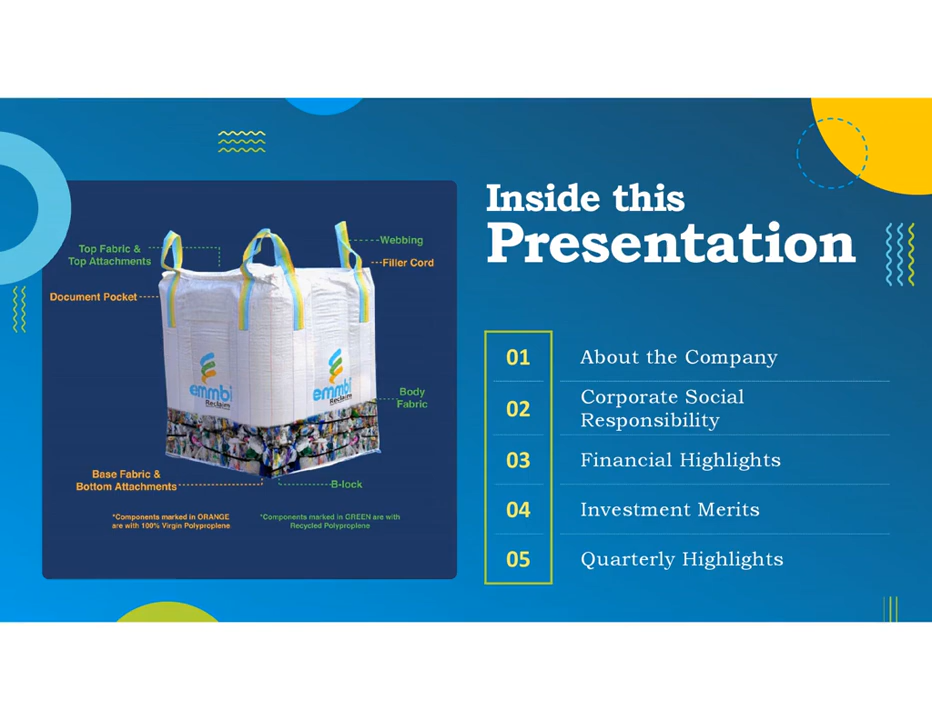 Inside this
Presentation
Top Fabric &
Top Attachments
Webbing
Filler Cord
Document Pocket
emmbi
Reclaim
emmbi
Reclaim
Body
Fabric
Base Fabric &
Bottom Attachments
B-lock
*Components marked in ORANGE
are with 100% Virgin Polyproplene
*Components marked in GREEN are with
Recycled Polyproplene
01 About the Company
02 Corporate Social
Responsibility
03 Financial Highlights
04 Investment Merits
05 Quarterly Highlights